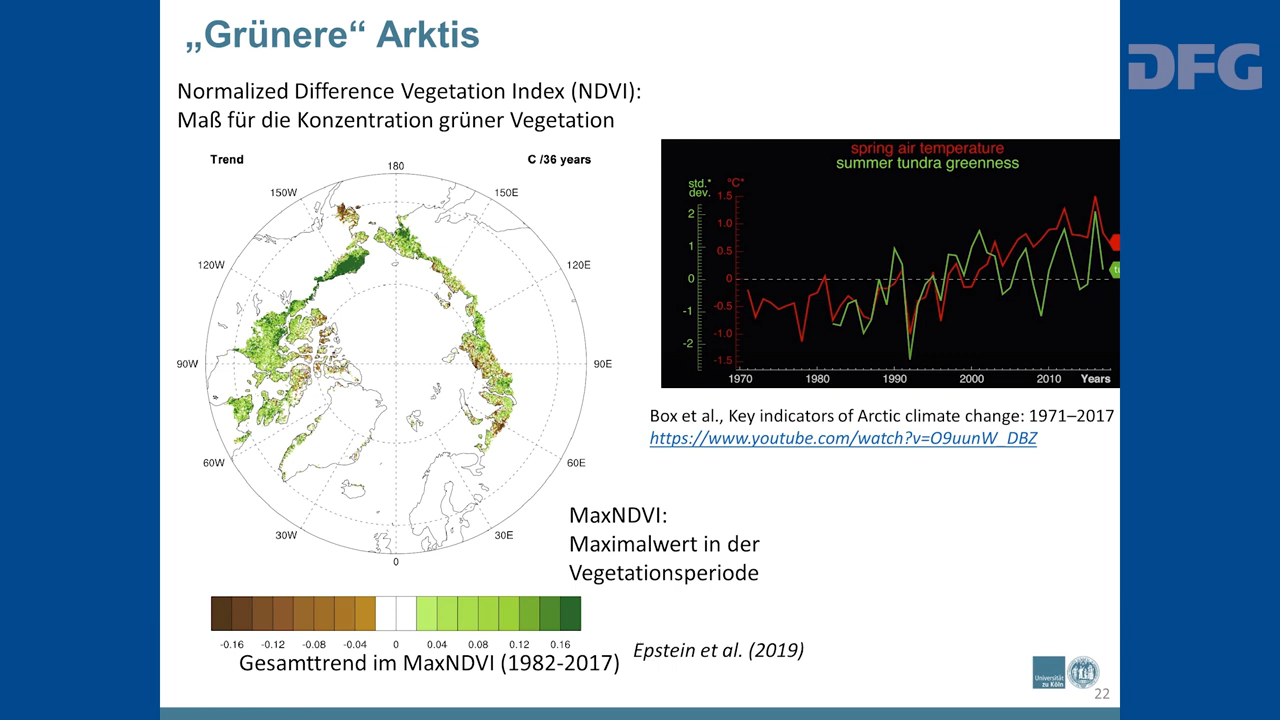 „Grünere“ Arktis
DFG
Normalized Difference Vegetation Index (NDVI):
Maß für die Konzentration grüner Vegetation
Trend
C /36 years
180
150W
150E
120W
120E
90W
90E
60W
60E
30W
30E
0
-0.16 -0.12 -0.08 -0.04 0 0.04 0.08 0.12 0.16
Gesamttrend im MaxNDVI (1982-2017)
Epstein et al. (2019)
spring air temperature
summer tundra greenness
std.*
dev.
°C*
2
1
0
-1
-2
1.5
1.0
0.5
0
-0.5
-1.0
-1.5
1970 1980 1990 2000 2010 Years
Box et al., Key indicators of Arctic climate change: 1971–2017
https://www.youtube.com/watch?v=O9uunW_DBZ
MaxNDVI:
Maximalwert in der
Vegetationsperiode
Universität
zu Köln
22